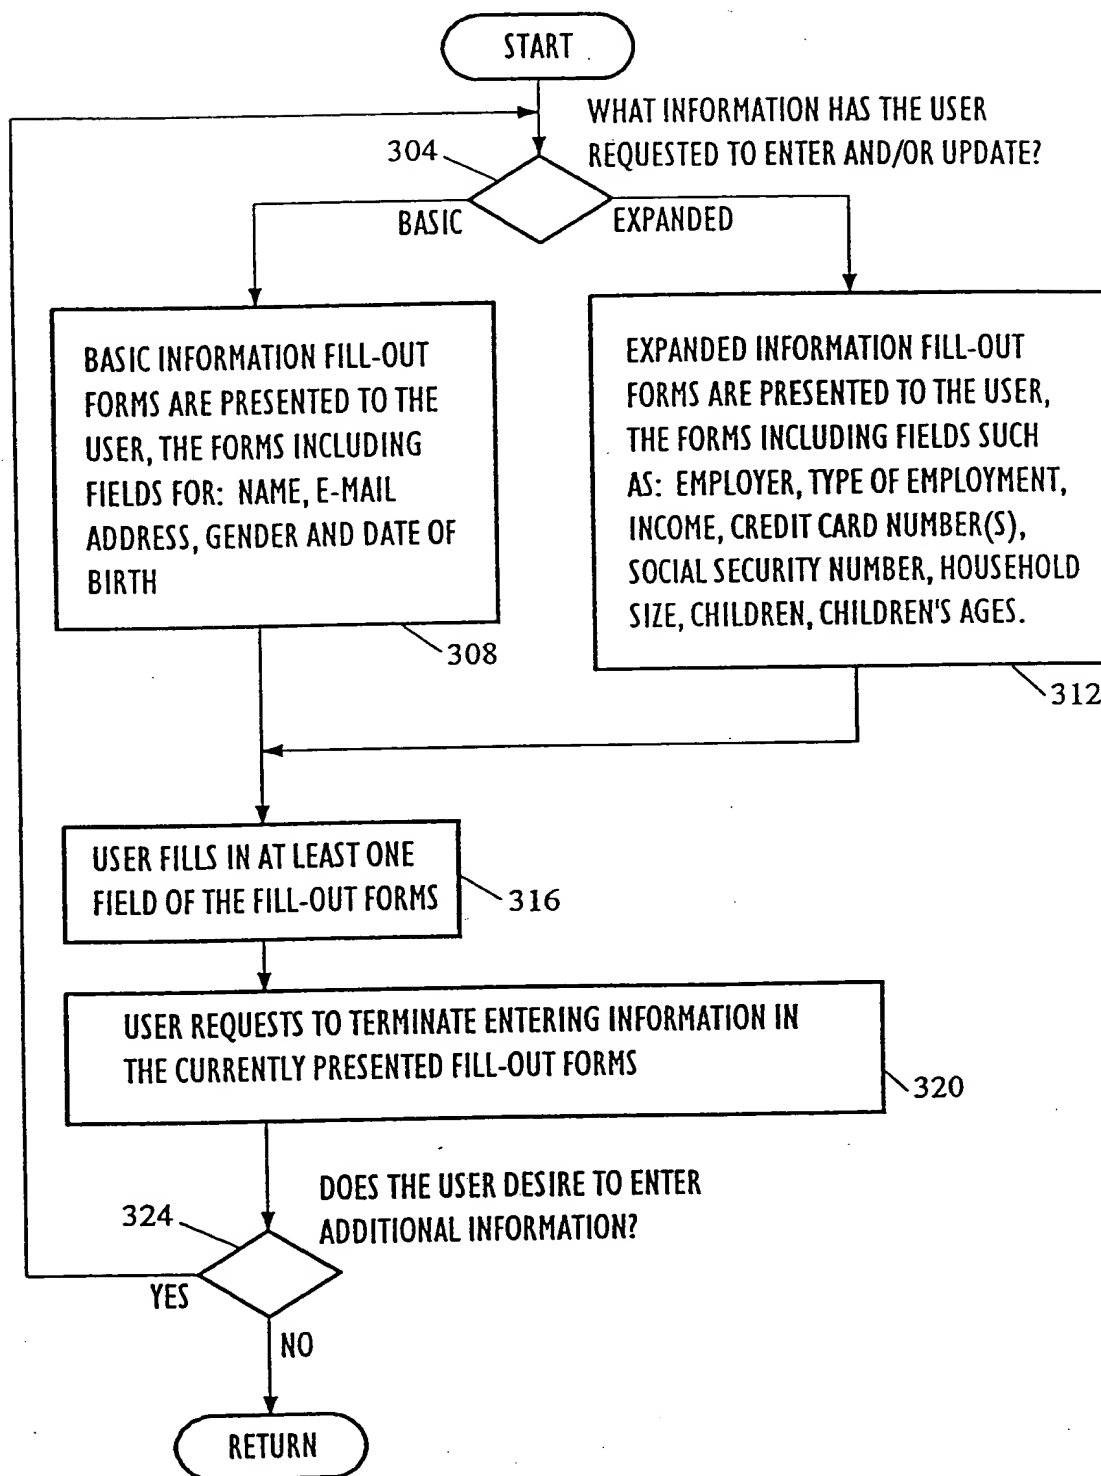 START
WHAT INFORMATION HAS THE USER
REQUESTED TO ENTER AND/OR UPDATE?
304
BASIC
EXPANDED
BASIC INFORMATION FILL-OUT
FORMS ARE PRESENTED TO THE
USER, THE FORMS INCLUDING
FIELDS FOR: NAME, E-MAIL
ADDRESS, GENDER AND DATE OF
BIRTH
308
EXPANDED INFORMATION FILL-OUT
FORMS ARE PRESENTED TO THE USER,
THE FORMS INCLUDING FIELDS SUCH
AS: EMPLOYER, TYPE OF EMPLOYMENT,
INCOME, CREDIT CARD NUMBER(S),
SOCIAL SECURITY NUMBER, HOUSEHOLD
SIZE, CHILDREN, CHILDREN'S AGES.
312
USER FILLS IN AT LEAST ONE
FIELD OF THE FILL-OUT FORMS
316
USER REQUESTS TO TERMINATE ENTERING INFORMATION IN
THE CURRENTLY PRESENTED FILL-OUT FORMS
320
DOES THE USER DESIRE TO ENTER
ADDITIONAL INFORMATION?
324
YES
NO
RETURN